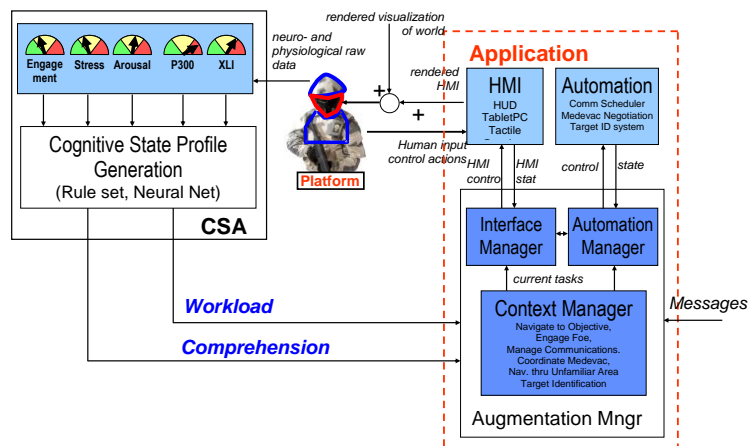 Engage
ment
Stress
Arousal
P300
XLI
Cognitive State Profile
Generation
(Rule set, Neural Net)
CSA
neuro- and
physiological raw
data
rendered visualization
of world
+
+
Platform
rendered
HMI
Human input
control actions
Application
HMI
HUD
TabletPC
Tactile
Automation
Comm Scheduler
Medevac Negotiation
Target ID system
HMI
contro
HMI
stat
control
state
Interface
Manager
Automation
Manager
current tasks
Context Manager
Navigate to Objective,
Engage Foe,
Manage Communications.
Coordinate Medevac,
Nav. thru Unfamiliar Area
Target Identification
Augmentation Mngr
Workload
Comprehension
Messages